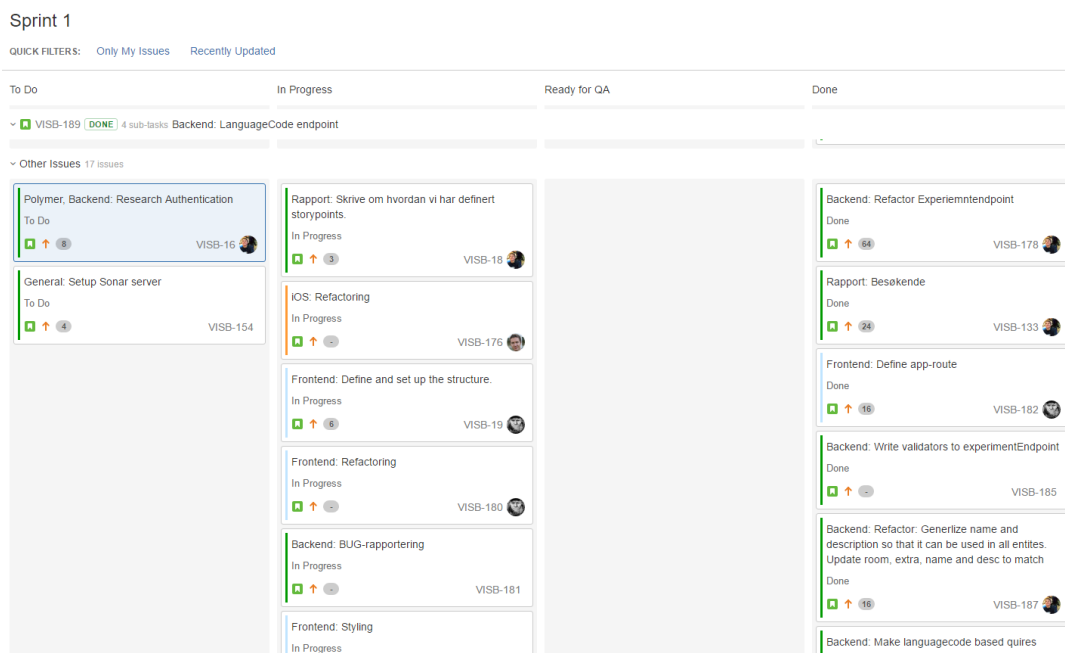 Sprint 1
QUICK FILTERS: Only My Issues Recently Updated
To Do
In Progress
Ready for QA
Done
VISB-189 DONE 4 sub-tasks Backend: LanguageCode endpoint
Other Issues 17 issues
Polymer, Backend: Research Authentication
To Do
8 VISB-16
General: Setup Sonar server
To Do
4 VISB-154
Rapport: Skrive om hvordan vi har definert
storypoints.
In Progress
3 VISB-18
iOS: Refactoring
In Progress
- VISB-176
Frontend: Define and set up the structure.
In Progress
6 VISB-19
Frontend: Refactoring
In Progress
- VISB-180
Backend: BUG-rapportering
In Progress
- VISB-181
Frontend: Styling
In Progress
Backend: Refactor Experiemntendpoint
Done
64 VISB-178
Rapport: Besøkende
Done
24 VISB-133
Frontend: Define app-route
Done
16 VISB-182
Backend: Write validators to experimentEndpoint
Done
- VISB-185
Backend: Refactor: Generlize name and
description so that it can be used in all entites.
Update room, extra, name and desc to match
Done
16 VISB-187
Backend: Make languagecode based quires